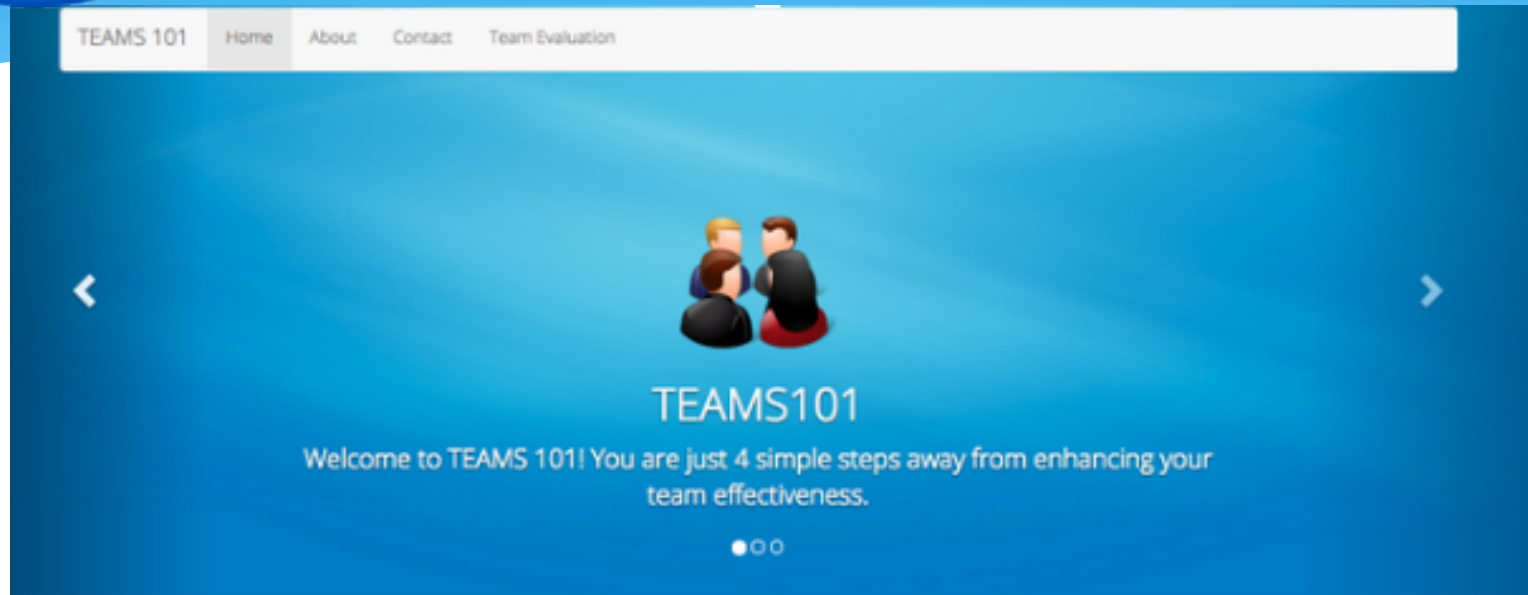 TEAMS 101 Home About Contact Team Evaluation
TEAMS101
Welcome to TEAMS 101! You are just 4 simple steps away from enhancing your
team effectiveness.